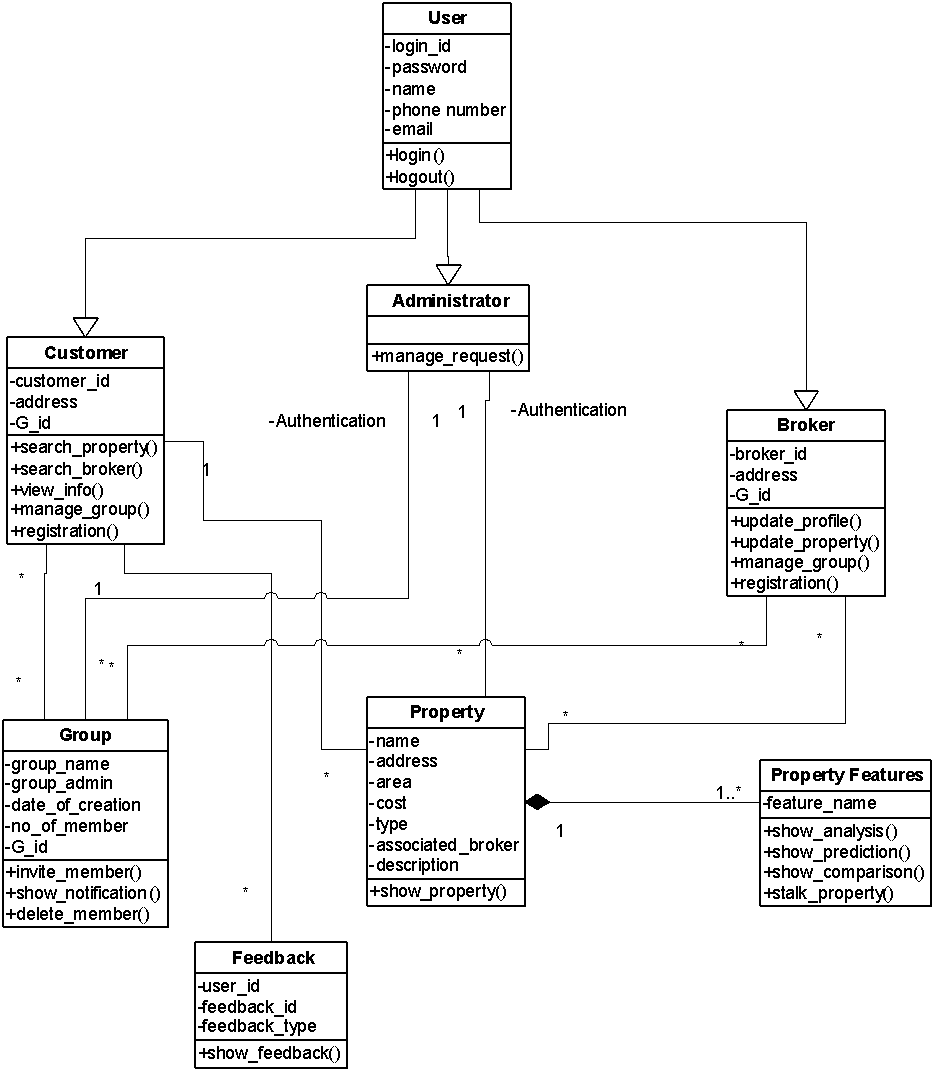 User
-login_id
-password
-name
-phone number
-email
+login()
+logout()
Administrator
+manage_request()
Customer
-customer_id
-address
-G_id
+search_property()
+search_broker()
+view_info()
+manage_group()
+registration()
-Authentication
1
1
-Authentication
Broker
-broker_id
-address
-G_id
+update_profile()
+update_property()
+manage_group()
+registration()
1
*
1
*
*
*
* *
*
*
*
Group
-group_name
-group_admin
-date_of_creation
-no_of_member
-G_id
+invite_member()
+show_notification()
+delete_member()
Property
-name
-address
-area
-cost
-type
-associated_broker
-description
+show_property()
1..*
1
Property Features
-feature_name
+show_analysis()
+show_prediction()
+show_comparison()
+stalk_property()
*
Feedback
-user_id
-feedback_id
-feedback_type
+show_feedback()